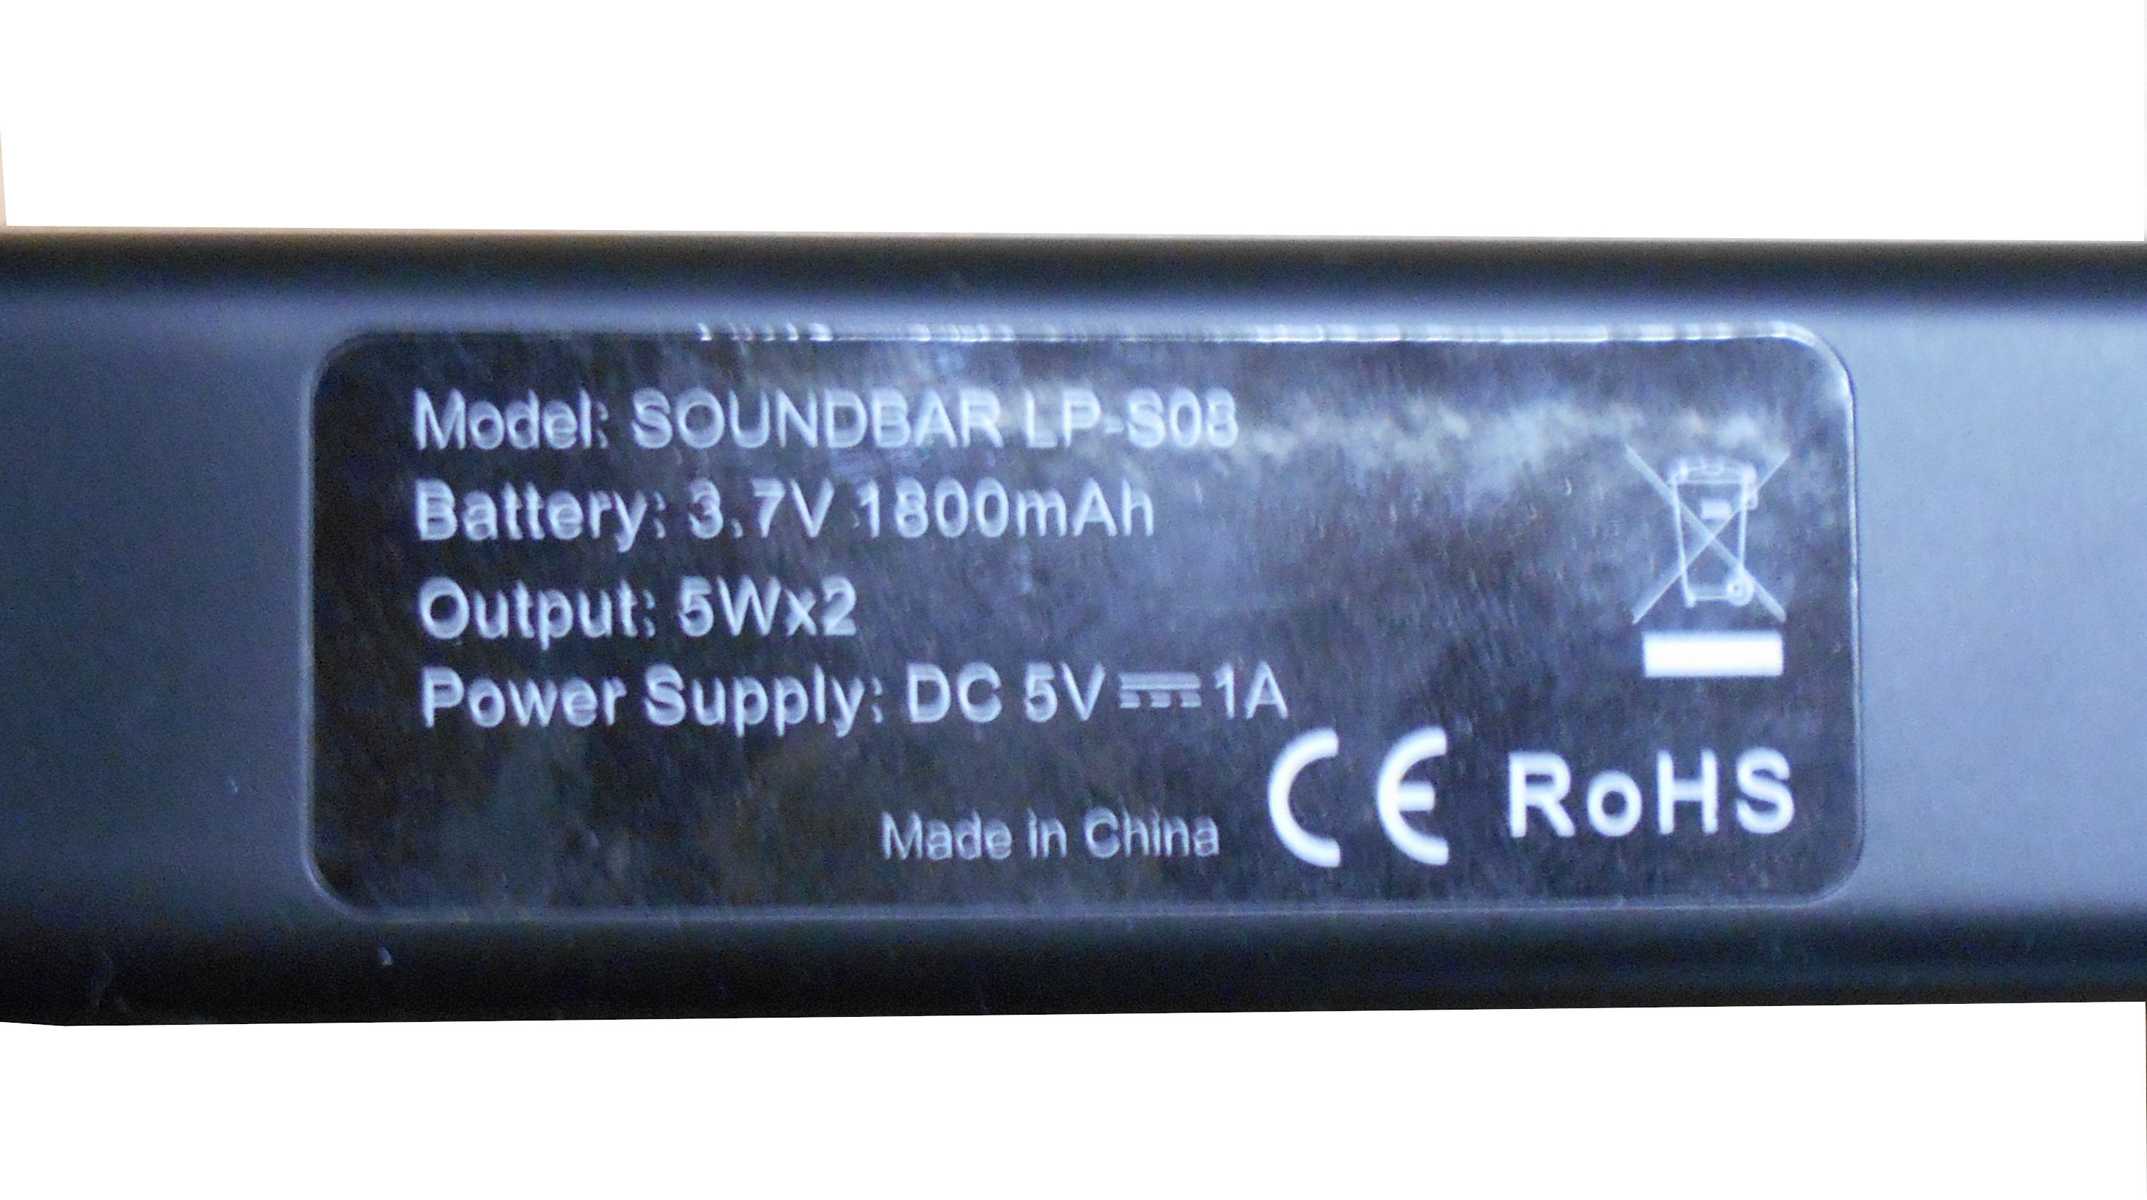 Model: SOUNDBAR LP-S08
Battery: 3.7V 1800mAh
Output: 5Wx2
Power Supply: DC 5V⎓1A
Made in China
CE RoHS